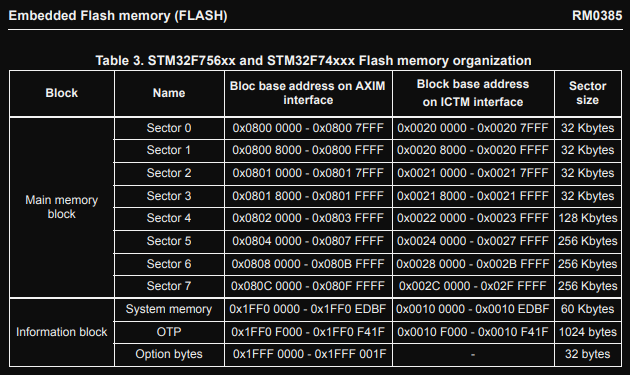 Embedded Flash memory (FLASH) RM0385
Table 3. STM32F756xx and STM32F74xxx Flash memory organization
Block Name Bloc base address on AXIM interface Block base address on ICTM interface Sector size
Main memory block
Sector 0 0x0800 0000 - 0x0800 7FFF 0x0020 0000 - 0x0020 7FFF 32 Kbytes
Sector 1 0x0800 8000 - 0x0800 FFFF 0x0020 8000 - 0x0020 FFFF 32 Kbytes
Sector 2 0x0801 0000 - 0x0801 7FFF 0x0021 0000 - 0x0021 7FFF 32 Kbytes
Sector 3 0x0801 8000 - 0x0801 FFFF 0x0021 8000 - 0x0021 FFFF 32 Kbytes
Sector 4 0x0802 0000 - 0x0803 FFFF 0x0022 0000 - 0x0023 FFFF 128 Kbytes
Sector 5 0x0804 0000 - 0x0807 FFFF 0x0024 0000 - 0x0027 FFFF 256 Kbytes
Sector 6 0x0808 0000 - 0x080B FFFF 0x0028 0000 - 0x002B FFFF 256 Kbytes
Sector 7 0x080C 0000 - 0x080F FFFF 0x002C 0000 - 0x02F FFFF 256 Kbytes
Information block
System memory 0x1FF0 0000 - 0x1FF0 EDBF 0x0010 0000 - 0x0010 EDBF 60 Kbytes
OTP 0x1FF0 F000 - 0x1FF0 F41F 0x0010 F000 - 0x0010 F41F 1024 bytes
Option bytes 0x1FFF 0000 - 0x1FFF 001F - 32 bytes